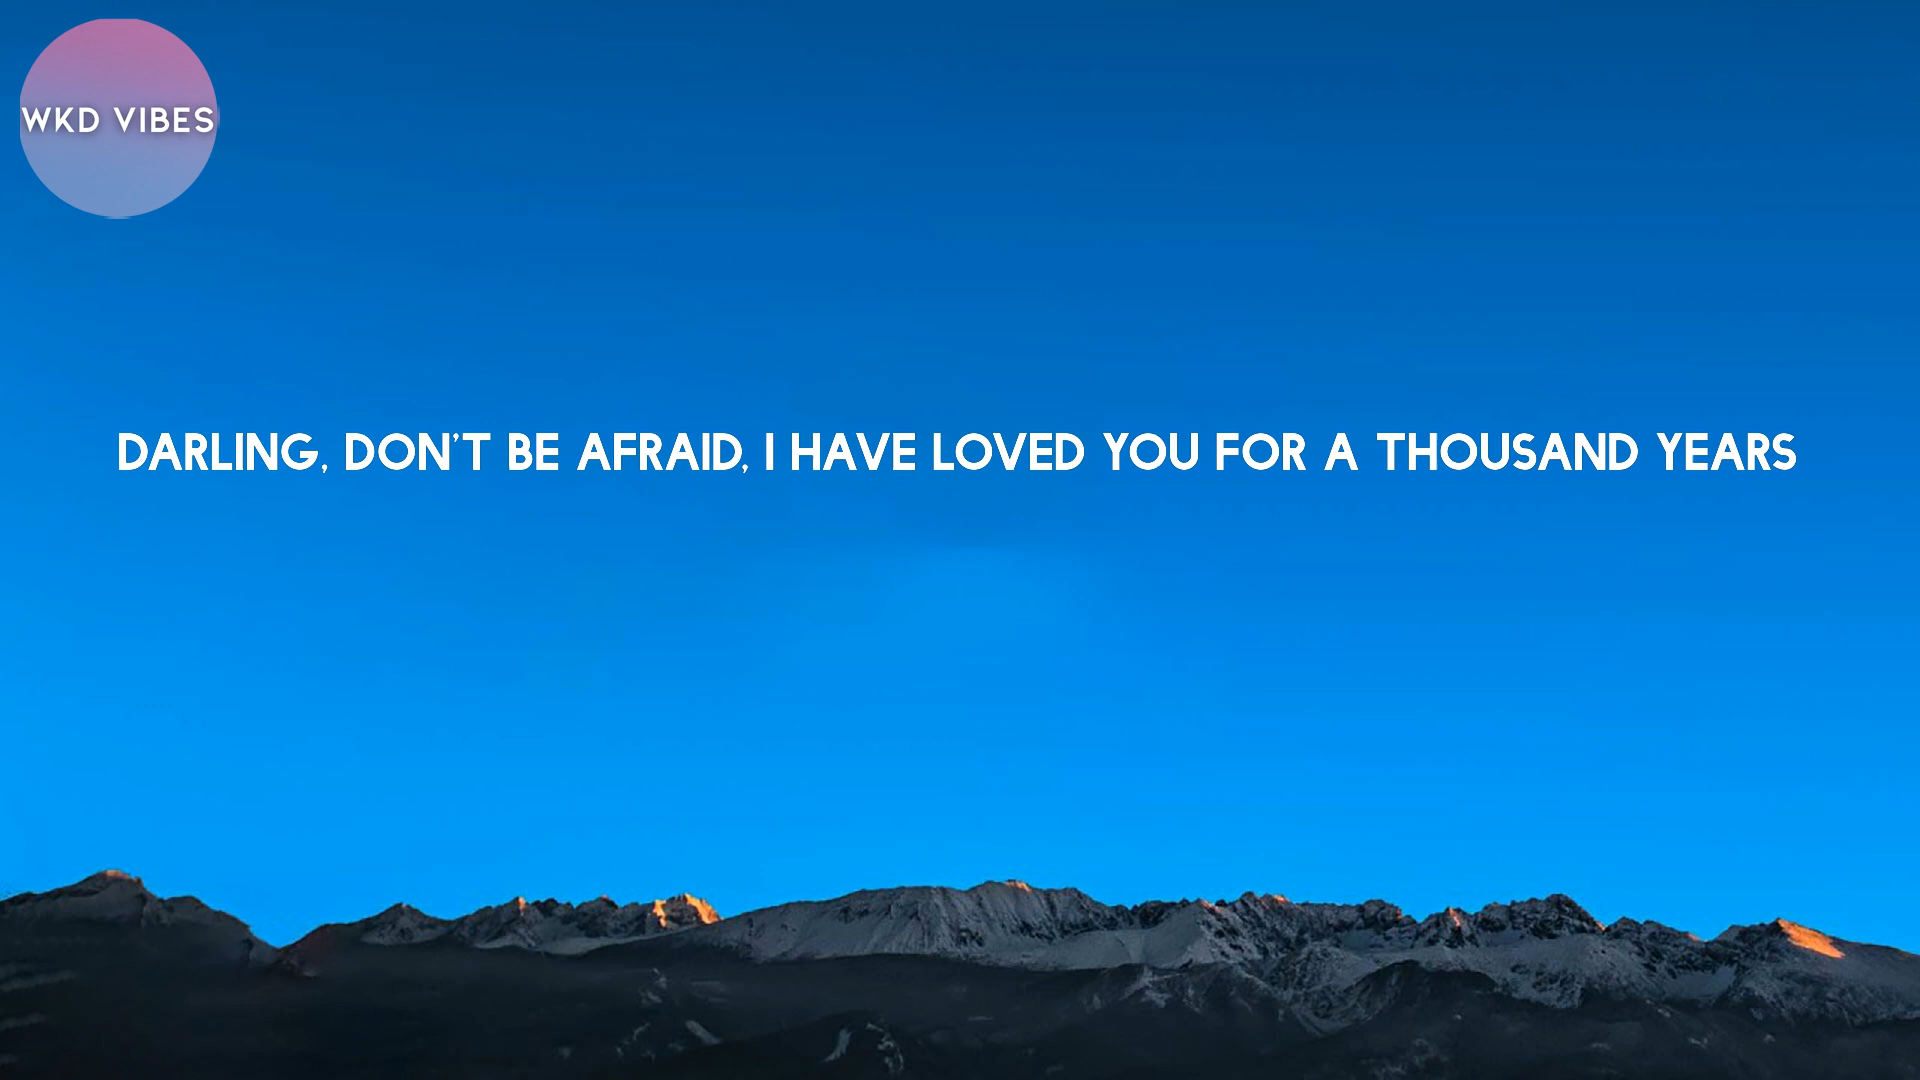 WKD VIBES
DARLING, DON'T BE AFRAID, I HAVE LOVED YOU FOR A THOUSAND YEARS